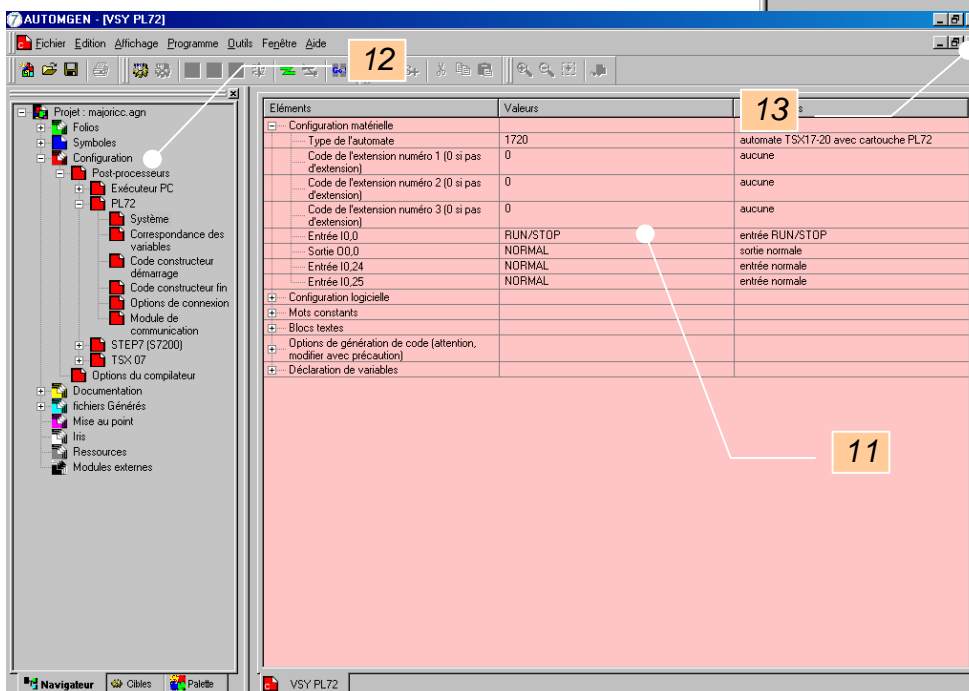 AUTOMGEN - [VSY PL72]
Fichier Edition Affichage Programme Outils Fenêtre Aide
12
Projet : majoricc.agn
Folios
Symboles
Configuration
Post-processeurs
Exécuteur PC
PL72
Système
Correspondance des
variables
Code constructeur
démarrage
Code constructeur fin
Options de connexion
Module de
communication
STEP7 (S7200)
TSX 07
Options du compilateur
Documentation
fichiers Générés
Mise au point
Iris
Ressources
Modules externes
Navigateur Cibles Palette
Eléments Valeurs
13
Configuration matérielle
Type de l'automate 1720 automate TSX17-20 avec cartouche PL72
Code de l'extension numéro 1 (0 si pas 0 aucune
d'extension)
Code de l'extension numéro 2 (0 si pas 0 aucune
d'extension)
Code de l'extension numéro 3 (0 si pas 0 aucune
d'extension)
Entrée I0,0 RUN/STOP entrée RUN/STOP
Sortie O0,0 NORMAL sortie normale
Entrée I0,24 NORMAL entrée normale
Entrée I0,25 NORMAL entrée normale
Configuration logicielle
Mots constants
Blocs textes
Options de génération de code (attention,
modifier avec précaution)
Déclaration de variables
11
VSY PL72